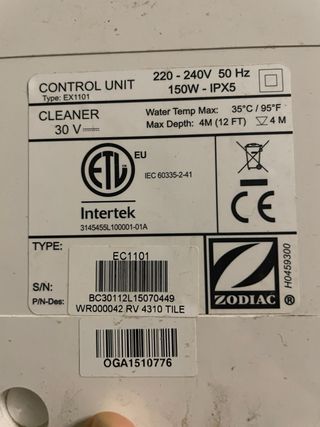 CONTROL UNIT
Type: EX1101
220 - 240V 50 Hz
150W - IPX5
CLEANER
30 V
Water Temp Max: 35°C / 95°F
Max Depth: 4M (12 FT) 4 M
ETL
EU
IEC 60335-2-41
Intertek
3145455L100001-01A
CE
TYPE:
EC1101
S/N:
BC30112L15070449
P/N-Des:
WR000042 RV 4310 TILE
Z
ZODIAC ®
H0459300
OGA1510776